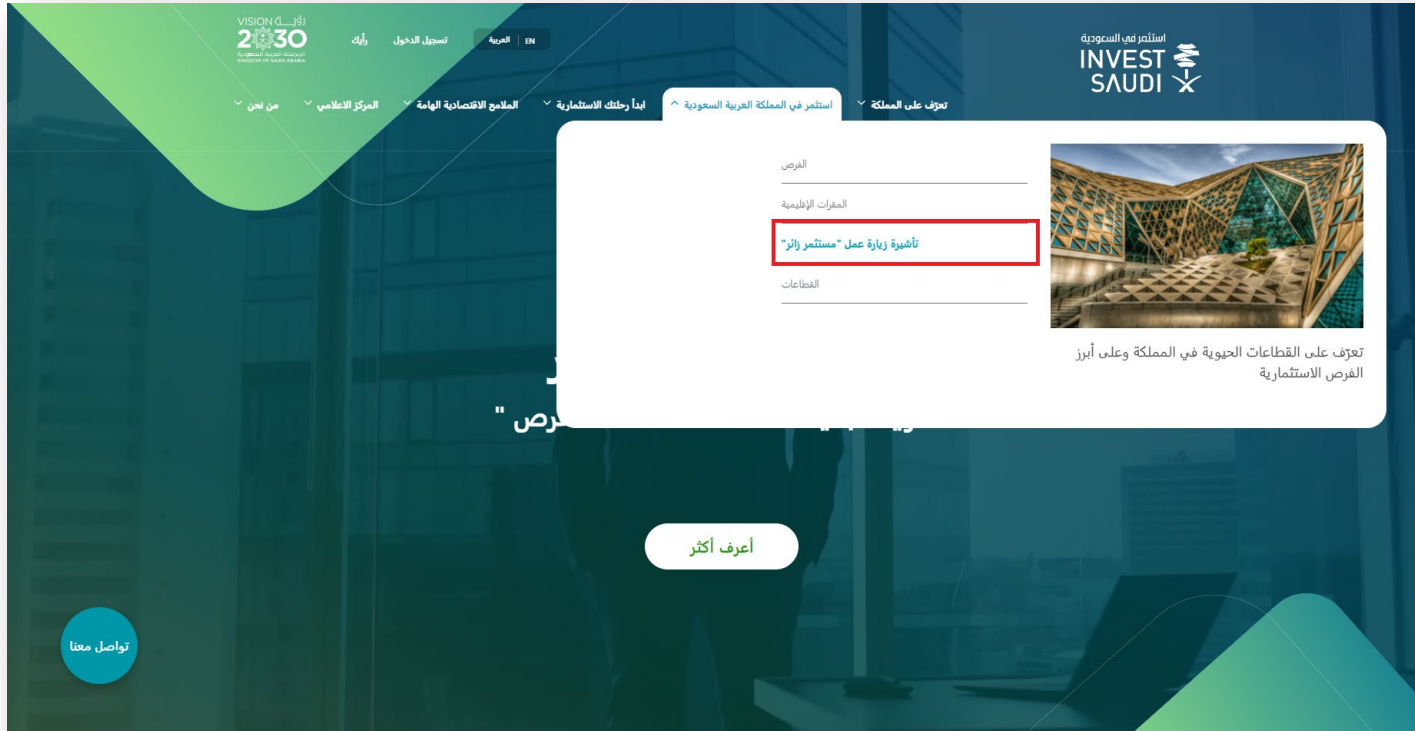 استثمر في السعودية
INVEST
SAUDI
العربية | EN
تسجيل الدخول
رأيك
VISION رؤيــــة
2030
المملكة العربية السعودية
KINGDOM OF SAUDI ARABIA
تعرّف على المملكة
استثمر في المملكة العربية السعودية
ابدأ رحلتك الاستثمارية
الملامح الاقتصادية الهامة
المركز الاعلامي
من نحن
الفرص
المقرات الإقليمية
تأشيرة زيارة عمل "مستثمر زائر"
القطاعات
تعرّف على القطاعات الحيوية في المملكة وعلى أبرز
الفرص الاستثمارية
أعرف أكثر
تواصل معنا